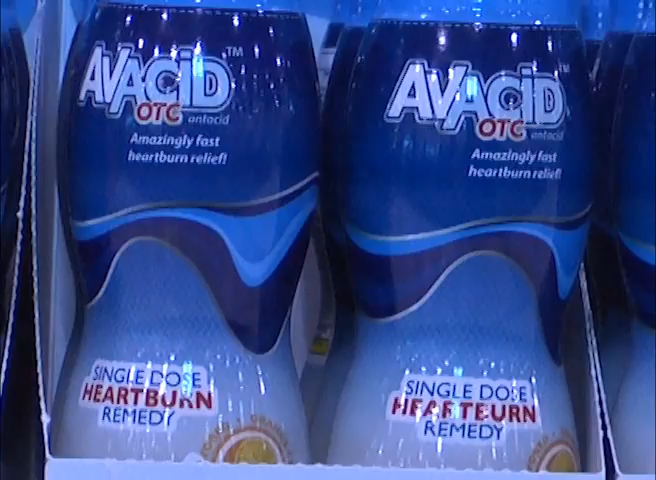 AVACID™
OTC antacid
Amazingly fast
heartburn relief!
SINGLE DOSE
HEARTBURN
REMEDY
AVACID™
OTC antacid
Amazingly fast
heartburn relief!
SINGLE DOSE
HEARTBURN
REMEDY